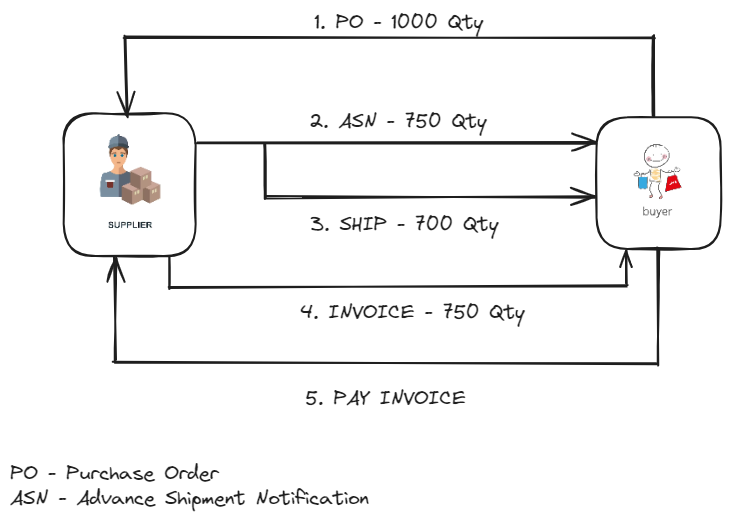 1. PO - 1000 Qty
2. ASN - 750 Qty
SUPPLIER
buyer
3. SHIP - 700 Qty
4. INVOICE - 750 Qty
5. PAY INVOICE
PO - Purchase Order
ASN - Advance Shipment Notification